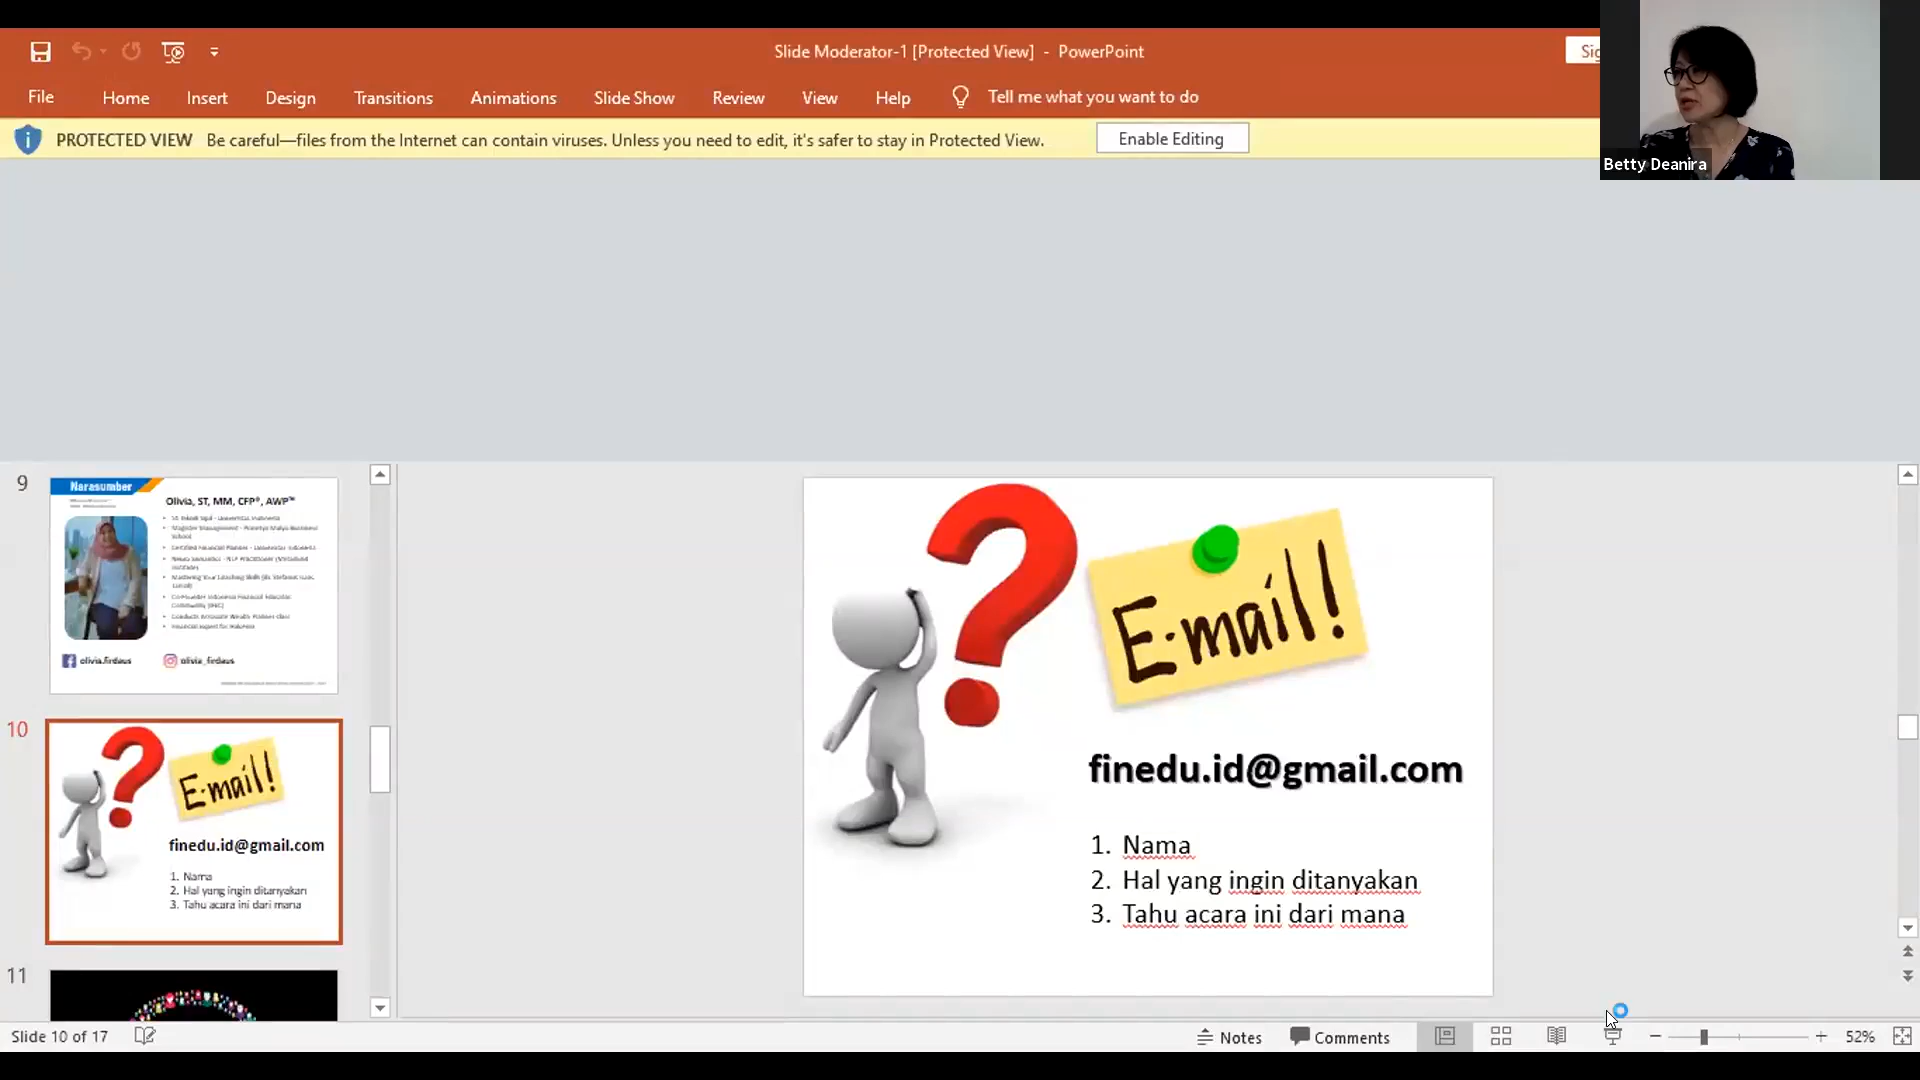 Slide Moderator-1 [Protected View] - PowerPoint
File Home Insert Design Transitions Animations Slide Show Review View Help Tell me what you want to do
PROTECTED VIEW Be careful—files from the Internet can contain viruses. Unless you need to edit, it's safer to stay in Protected View. Enable Editing
Betty Deanira
9
Narasumber
Olivia, ST, MM, CFP®, AWP™
olivia.firdaus
olivia_firdaus
10
E-mail!
finedu.id@gmail.com
1. Nama
2. Hal yang ingin ditanyakan
3. Tahu acara ini dari mana
11
E-mail!
finedu.id@gmail.com
1. Nama
2. Hal yang ingin ditanyakan
3. Tahu acara ini dari mana
Slide 10 of 17
Notes
Comments
52%